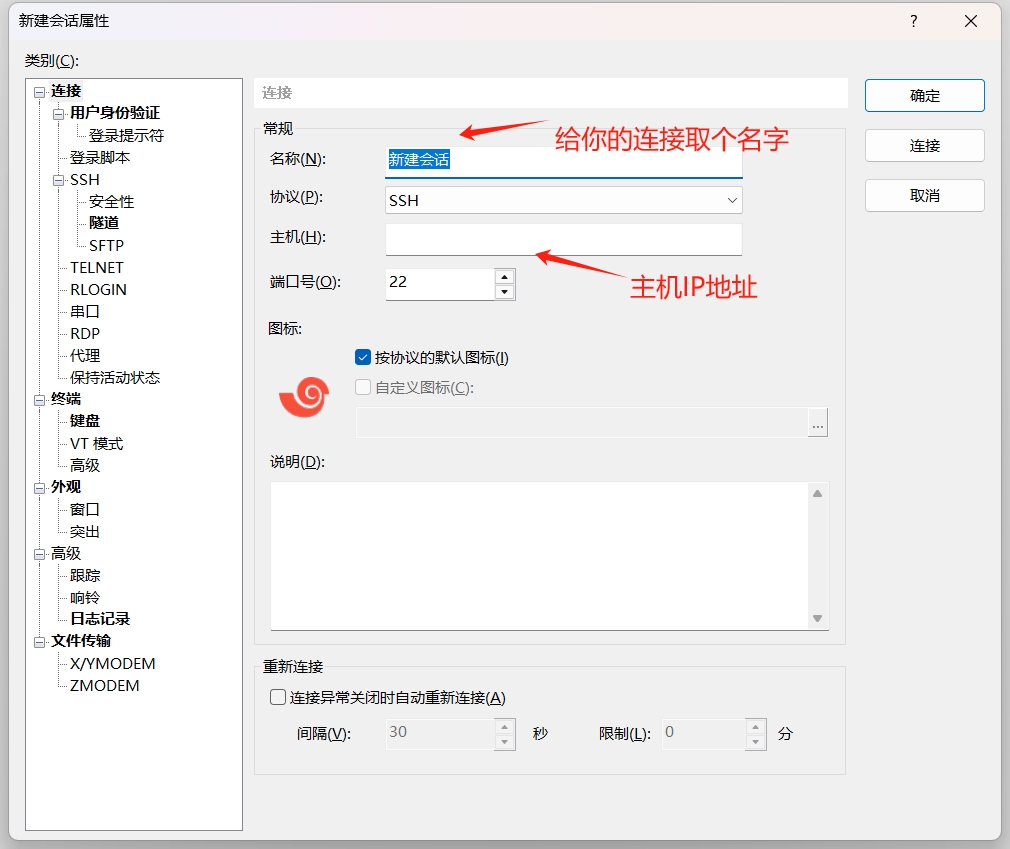 新建会话属性
?
类别(C):
连接
用户身份验证
登录提示符
登录脚本
SSH
安全性
隧道
SFTP
TELNET
RLOGIN
串口
RDP
代理
保持活动状态
终端
键盘
VT 模式
高级
外观
窗口
突出
高级
跟踪
响铃
日志记录
文件传输
X/YMODEM
ZMODEM
连接
常规
给你的连接取个名字
名称(N): 新建会话
协议(P): SSH
主机(H):
主机IP地址
端口号(O): 22
图标:
按协议的默认图标(I)
自定义图标(C):
...
说明(D):
重新连接
连接异常关闭时自动重新连接(A)
间隔(V): 30 秒 限制(L): 0 分
确定
连接
取消